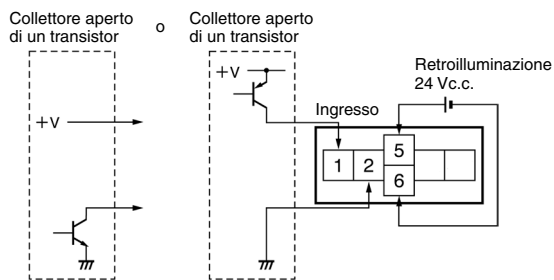 Collettore aperto
di un transistor
o
Collettore aperto
di un transistor
+V
+V
Ingresso
Retroilluminazione
24 Vc.c.
1
2
5
6